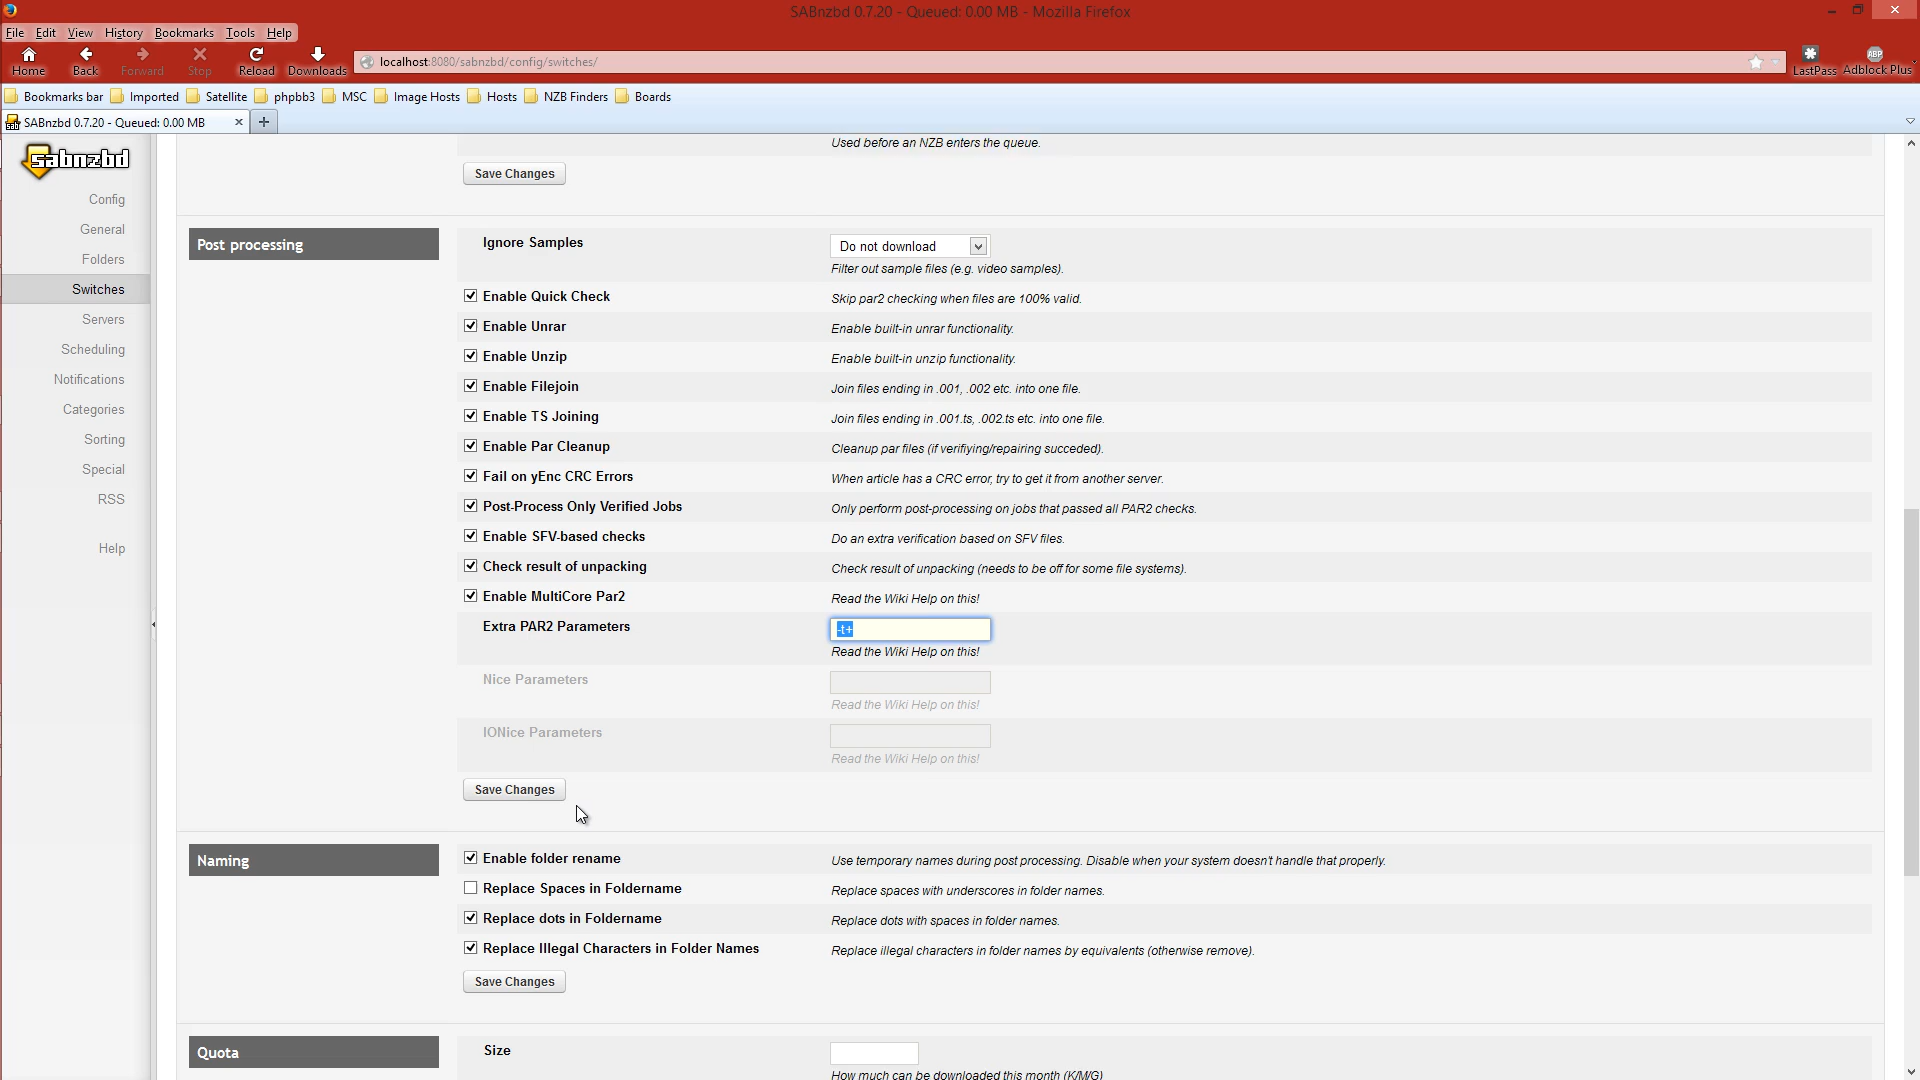 SABnzbd 0.7.20 - Queued: 0.00 MB - Mozilla Firefox
File Edit View History Bookmarks Tools Help
Home Back Forward Stop Reload Downloads localhost:8080/sabnzbd/config/switches/ LastPass Adblock Plus
Bookmarks bar Imported Satellite phpbb3 MSC Image Hosts Hosts NZB Finders Boards
SABnzbd 0.7.20 - Queued: 0.00 MB
sabnzbd
Config
General
Folders
Switches
Servers
Scheduling
Notifications
Categories
Sorting
Special
RSS
Help
Used before an NZB enters the queue.
Save Changes
Post processing
Ignore Samples Do not download
Filter out sample files (e.g. video samples).
Enable Quick Check Skip par2 checking when files are 100% valid.
Enable Unrar Enable built-in unrar functionality.
Enable Unzip Enable built-in unzip functionality.
Enable Filejoin Join files ending in .001, .002 etc. into one file.
Enable TS Joining Join files ending in .001.ts, .002.ts etc. into one file.
Enable Par Cleanup Cleanup par files (if verifiying/repairing succeded).
Fail on yEnc CRC Errors When article has a CRC error, try to get it from another server.
Post-Process Only Verified Jobs Only perform post-processing on jobs that passed all PAR2 checks.
Enable SFV-based checks Do an extra verification based on SFV files.
Check result of unpacking Check result of unpacking (needs to be off for some file systems).
Enable MultiCore Par2 Read the Wiki Help on this!
Extra PAR2 Parameters -t+
Read the Wiki Help on this!
Nice Parameters
Read the Wiki Help on this!
IONice Parameters
Read the Wiki Help on this!
Save Changes
Naming
Enable folder rename Use temporary names during post processing. Disable when your system doesn't handle that properly.
Replace Spaces in Foldername Replace spaces with underscores in folder names.
Replace dots in Foldername Replace dots with spaces in folder names.
Replace Illegal Characters in Folder Names Replace illegal characters in folder names by equivalents (otherwise remove).
Save Changes
Quota
Size
How much can be downloaded this month (K/M/G)